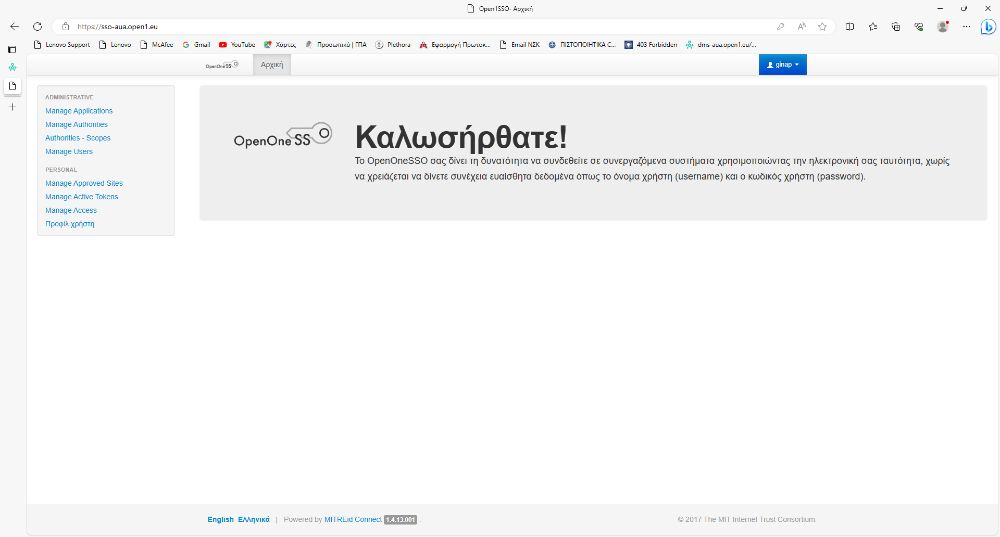 Open1SSO- Αρχική
https://sso-aua.open1.eu
Lenovo Support
Lenovo
McAfee
Gmail
YouTube
Χάρτες
Προσωπικό | ΓΠΑ
Plethora
Εφαρμογή Πρωτοκ...
Email ΝΣΚ
ΠΙΣΤΟΠΟΙΗΤΙΚΑ C...
403 Forbidden
dms-aua.open1.eu/...
OpenOne SSO
Αρχική
ginap
ADMINISTRATIVE
Manage Applications
Manage Authorities
Authorities - Scopes
Manage Users
PERSONAL
Manage Approved Sites
Manage Active Tokens
Manage Access
Προφίλ χρήστη
OpenOne SSO
Καλωσήρθατε!
Το OpenOneSSO σας δίνει τη δυνατότητα να συνδεθείτε σε συνεργαζόμενα συστήματα χρησιμοποιώντας την ηλεκτρονική σας ταυτότητα, χωρίς
να χρειάζεται να δίνετε συνέχεια ευαίσθητα δεδομένα όπως το όνομα χρήστη (username) και ο κωδικός χρήστη (password).
English Ελληνικά | Powered by MITREid Connect 1.4.13.001 .
© 2017 The MIT Internet Trust Consortium.